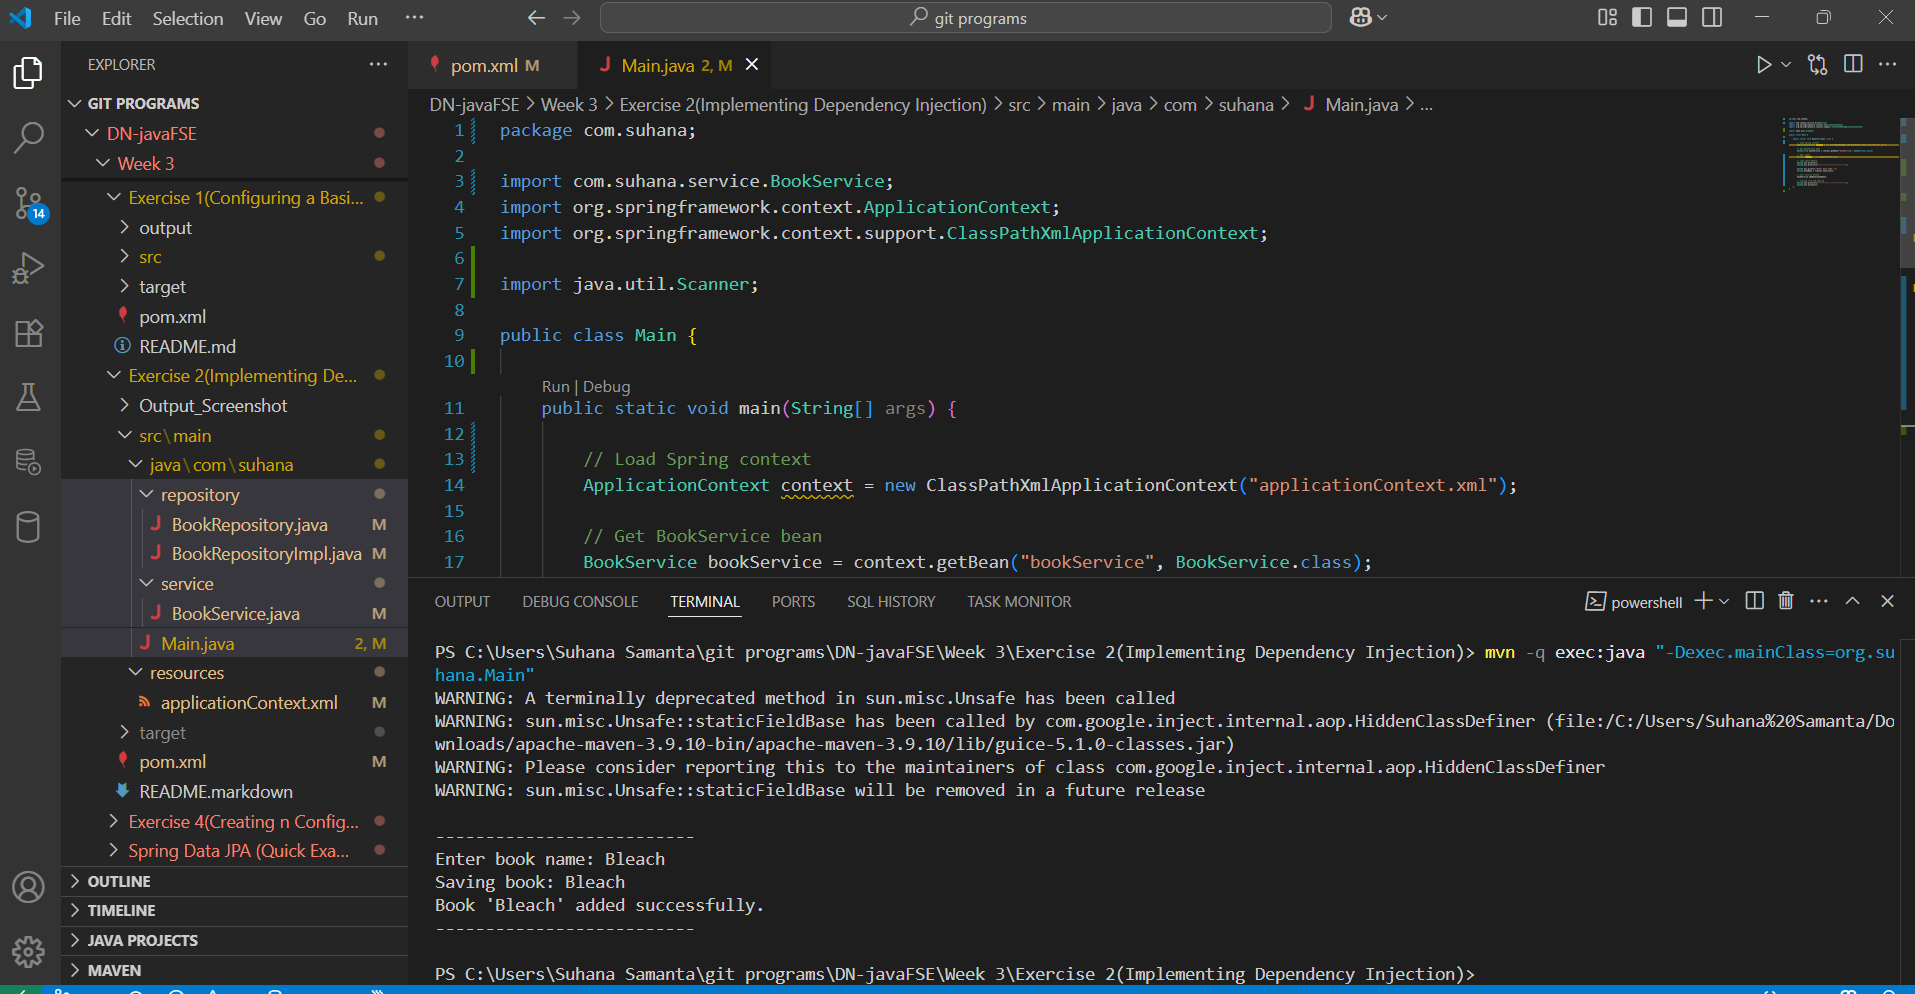 File Edit Selection View Go Run ··· git programs
EXPLORER ···
GIT PROGRAMS
DN-javaFSE
Week 3
Exercise 1(Configuring a Basi...
output
src
target
pom.xml
README.md
Exercise 2(Implementing De...
Output_Screenshot
src\main
java\com\suhana
repository
BookRepository.java M
BookRepositoryImpl.java M
service
BookService.java M
Main.java 2, M
resources
applicationContext.xml M
target
pom.xml M
README.markdown
Exercise 4(Creating n Config...
Spring Data JPA (Quick Exa...
OUTLINE
TIMELINE
JAVA PROJECTS
MAVEN
14
pom.xml M Main.java 2, M
DN-javaFSE > Week 3 > Exercise 2(Implementing Dependency Injection) > src > main > java > com > suhana > Main.java > ...
1 package com.suhana;
2
3 import com.suhana.service.BookService;
4 import org.springframework.context.ApplicationContext;
5 import org.springframework.context.support.ClassPathXmlApplicationContext;
6
7 import java.util.Scanner;
8
9 public class Main {
10
Run | Debug
11 public static void main(String[] args) {
12
13 // Load Spring context
14 ApplicationContext context = new ClassPathXmlApplicationContext("applicationContext.xml");
15
16 // Get BookService bean
17 BookService bookService = context.getBean("bookService", BookService.class);
OUTPUT DEBUG CONSOLE TERMINAL PORTS SQL HISTORY TASK MONITOR powershell
PS C:\Users\Suhana Samanta\git programs\DN-javaFSE\Week 3\Exercise 2(Implementing Dependency Injection)> mvn -q exec:java "-Dexec.mainClass=org.su
hana.Main"
WARNING: A terminally deprecated method in sun.misc.Unsafe has been called
WARNING: sun.misc.Unsafe::staticFieldBase has been called by com.google.inject.internal.aop.HiddenClassDefiner (file:/C:/Users/Suhana%20Samanta/Do
wnloads/apache-maven-3.9.10-bin/apache-maven-3.9.10/lib/guice-5.1.0-classes.jar)
WARNING: Please consider reporting this to the maintainers of class com.google.inject.internal.aop.HiddenClassDefiner
WARNING: sun.misc.Unsafe::staticFieldBase will be removed in a future release
--------------------------
Enter book name: Bleach
Saving book: Bleach
Book 'Bleach' added successfully.
--------------------------
PS C:\Users\Suhana Samanta\git programs\DN-javaFSE\Week 3\Exercise 2(Implementing Dependency Injection)>